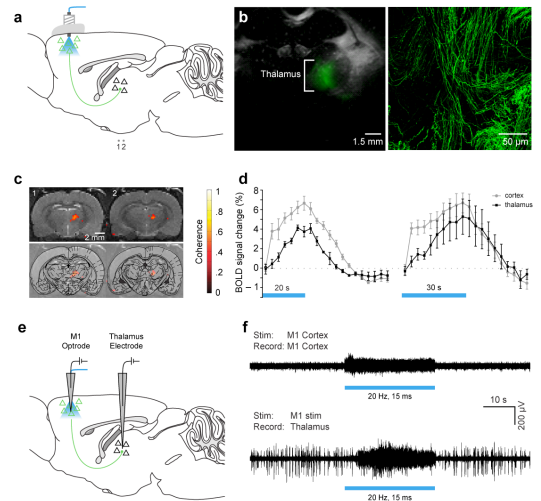 a
1 2
b
Thalamus
1.5 mm
50 µm
c
1
2
2 mm
Coherence
1
.8
.6
.4
.2
0
d
BOLD signal change (%)
8
6
4
2
0
– 1
cortex
thalamus
20 s
30 s
e
M1
Optrode
Thalamus
Electrode
f
Stim: M1 Cortex
Record: M1 Cortex
20 Hz, 15 ms
10 s
200 µV
Stim: M1 stim
Record: Thalamus
20 Hz, 15 ms